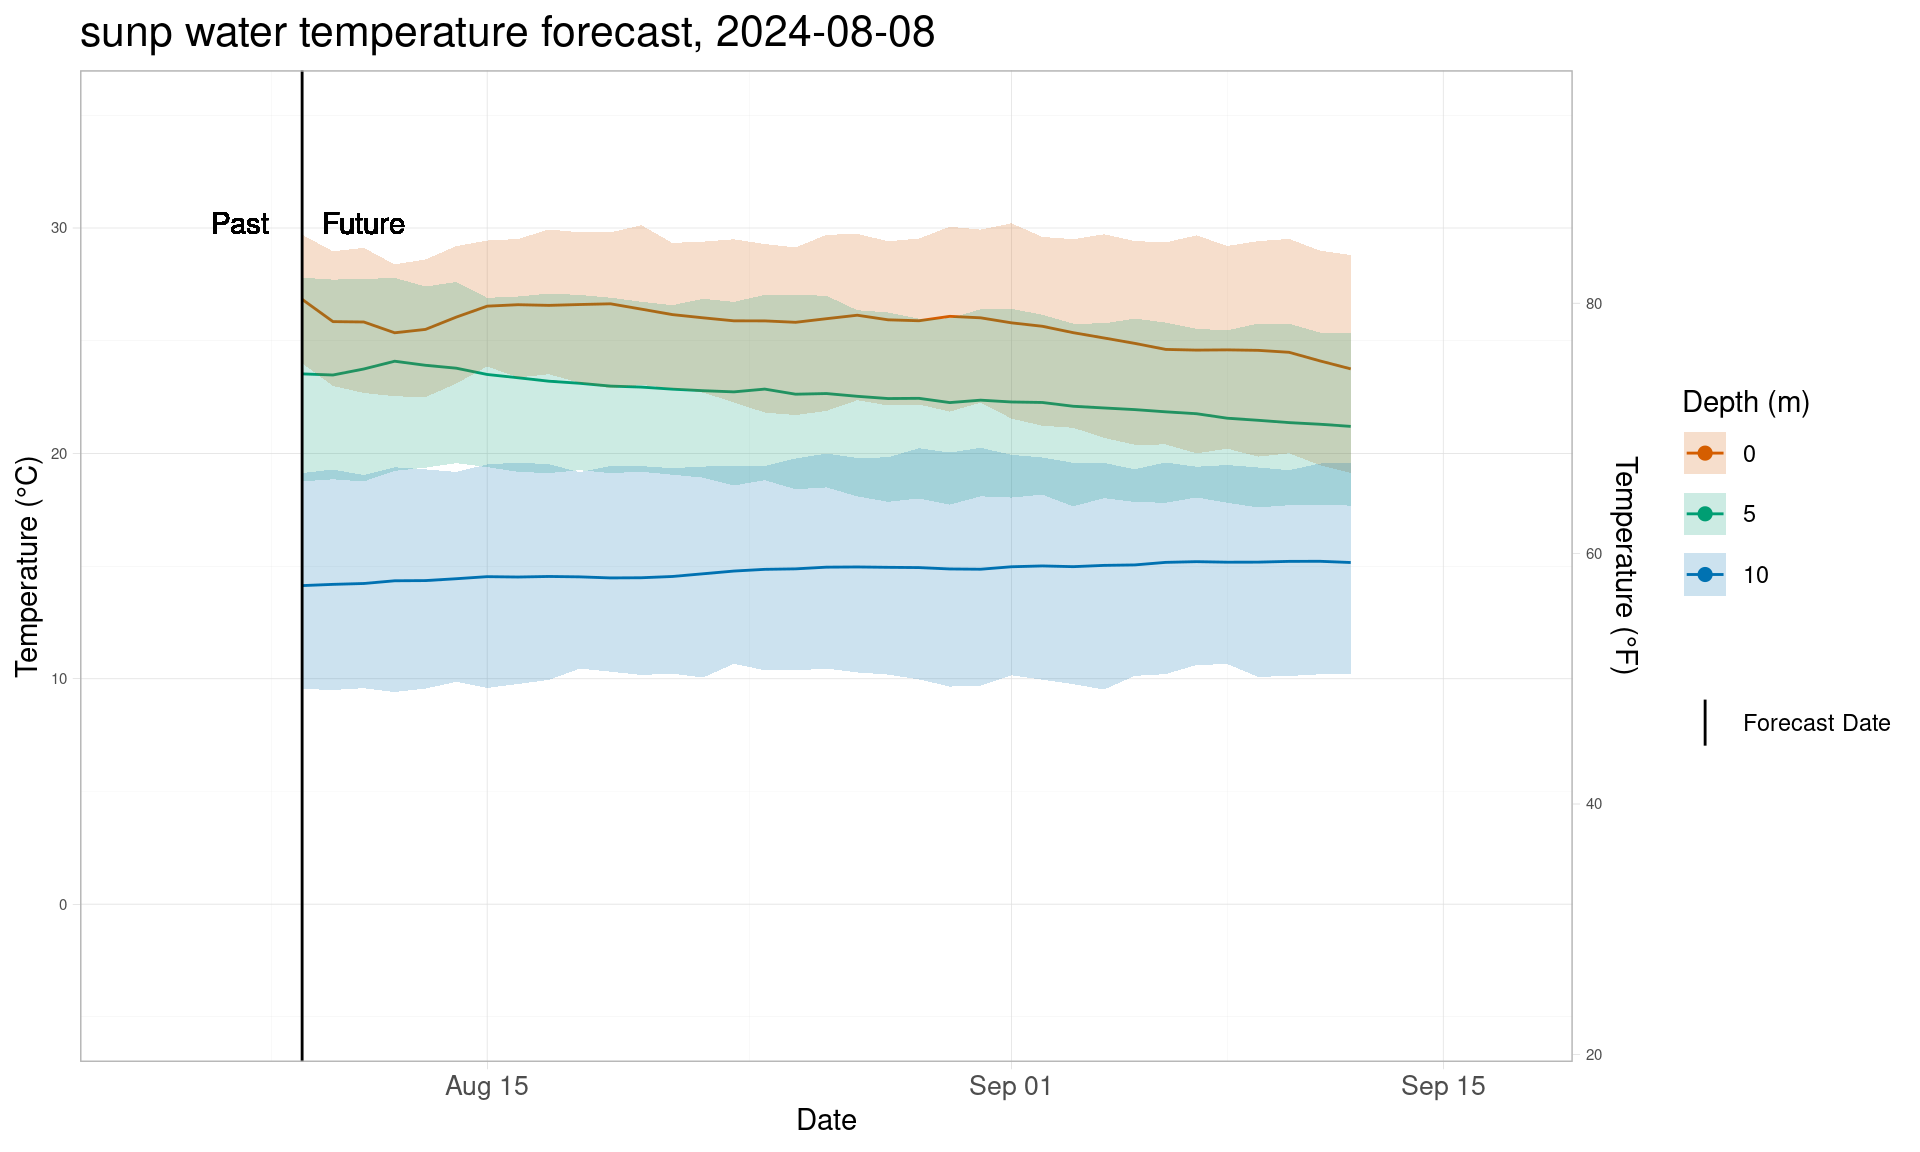 sunp water temperature forecast, 2024-08-08
Past
Future
30
20
10
0
Temperature (°C)
80
60
40
20
Temperature (°F)
Aug 15
Sep 01
Sep 15
Date
Depth (m)
0
5
10
Forecast Date